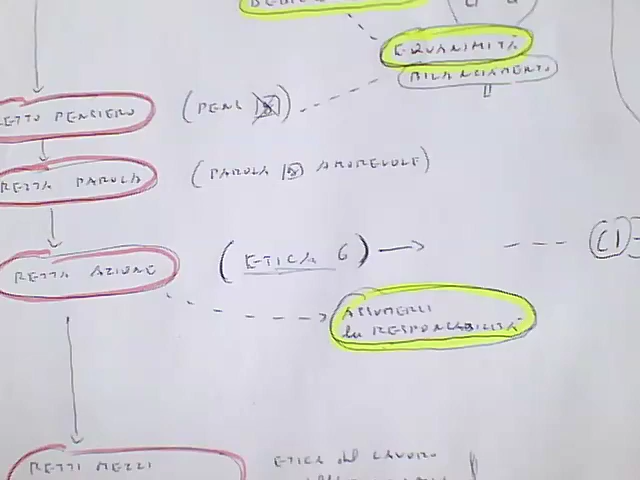 EQUANIMITÀ
BILANCIAMENTO
RETTO PENSIERO (PENS
RETTA PAROLA (PAROLA AMOREVOLE)
RETTA AZIONE (ETICA 6)
ASSUMERSI
la RESPONSABILITÀ
RETTI MEZZI ETICA del LAVORO